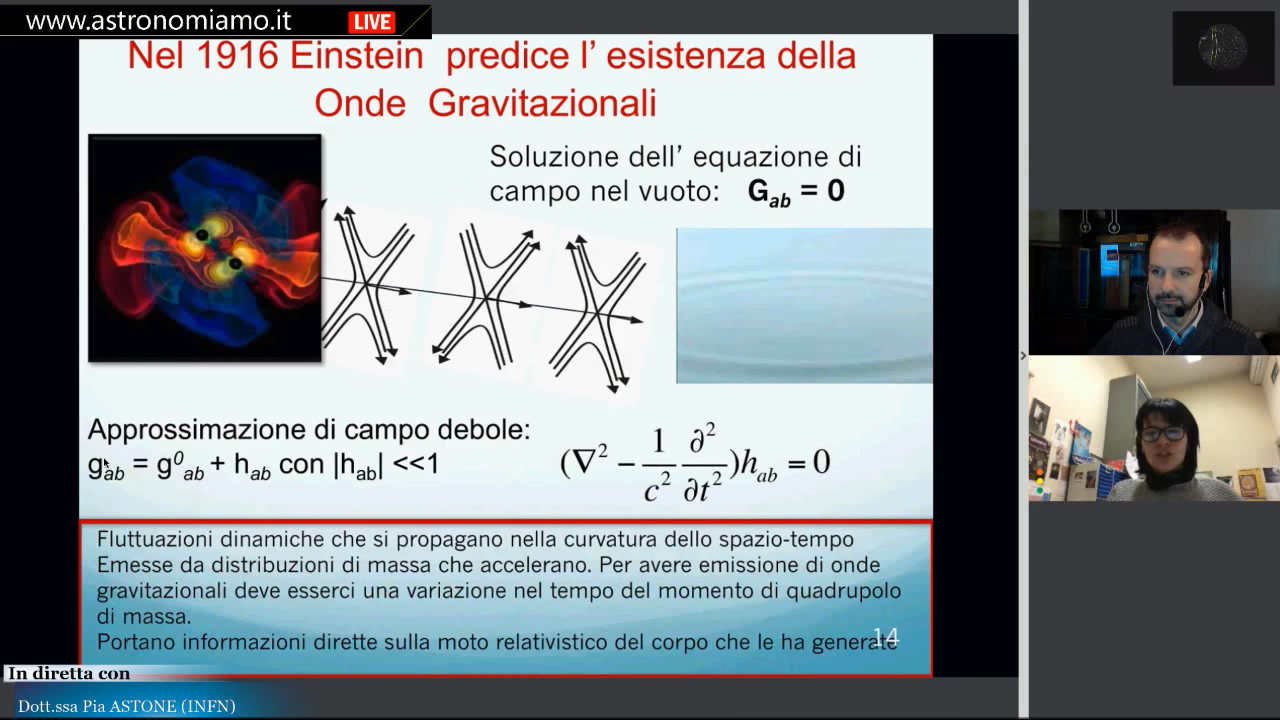 www.astronomiamo.it LIVE
Nel 1916 Einstein predice l' esistenza della
Onde Gravitazionali
Soluzione dell' equazione di
campo nel vuoto: Gab = 0
Approssimazione di campo debole:
gab = g0ab + hab con |hab| <<1
(∇² − 1/c² ∂²/∂t²)hab = 0
Fluttuazioni dinamiche che si propagano nella curvatura dello spazio-tempo
Emesse da distribuzioni di massa che accelerano. Per avere emissione di onde
gravitazionali deve esserci una variazione nel tempo del momento di quadrupolo
di massa.
Portano informazioni dirette sulla moto relativistico del corpo che le ha generate
14
In diretta con
Dott.ssa Pia ASTONE (INFN)